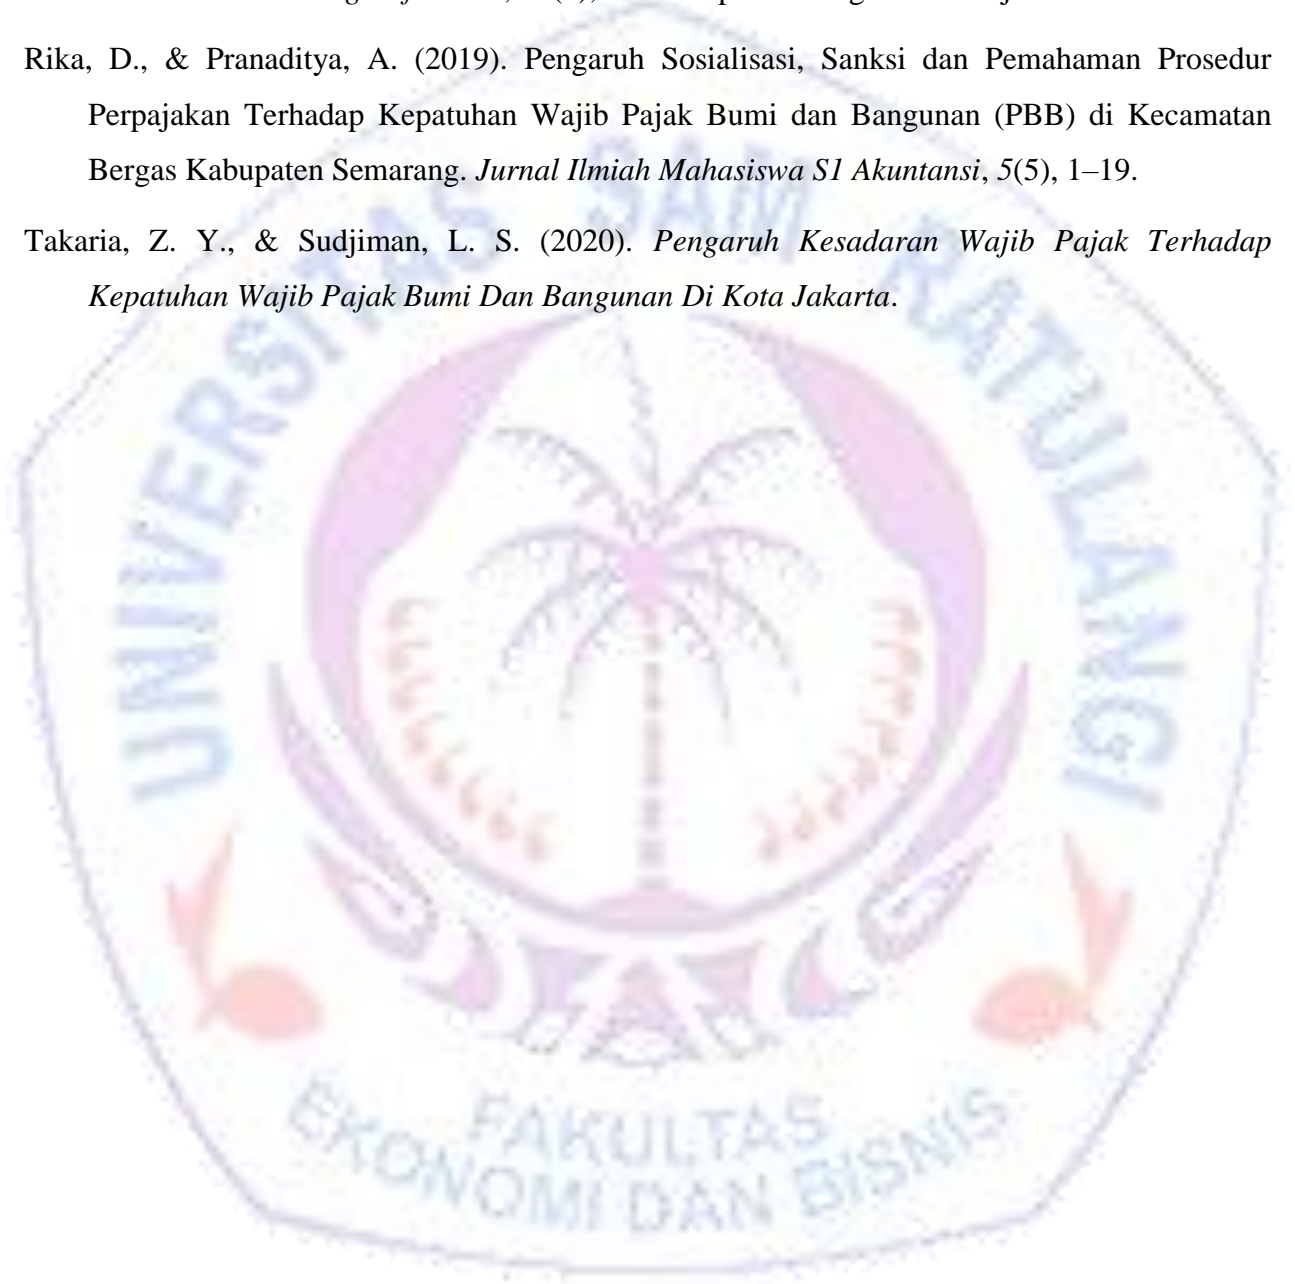 Rika, D., & Pranaditya, A. (2019). Pengaruh Sosialisasi, Sanksi dan Pemahaman Prosedur
Perpajakan Terhadap Kepatuhan Wajib Pajak Bumi dan Bangunan (PBB) di Kecamatan
Bergas Kabupaten Semarang. Jurnal Ilmiah Mahasiswa S1 Akuntansi, 5(5), 1–19.
Takaria, Z. Y., & Sudjiman, L. S. (2020). Pengaruh Kesadaran Wajib Pajak Terhadap
Kepatuhan Wajib Pajak Bumi Dan Bangunan Di Kota Jakarta.
UNIVERSITAS SAM RATULANGI
FAKULTAS
EKONOMI DAN BISNIS